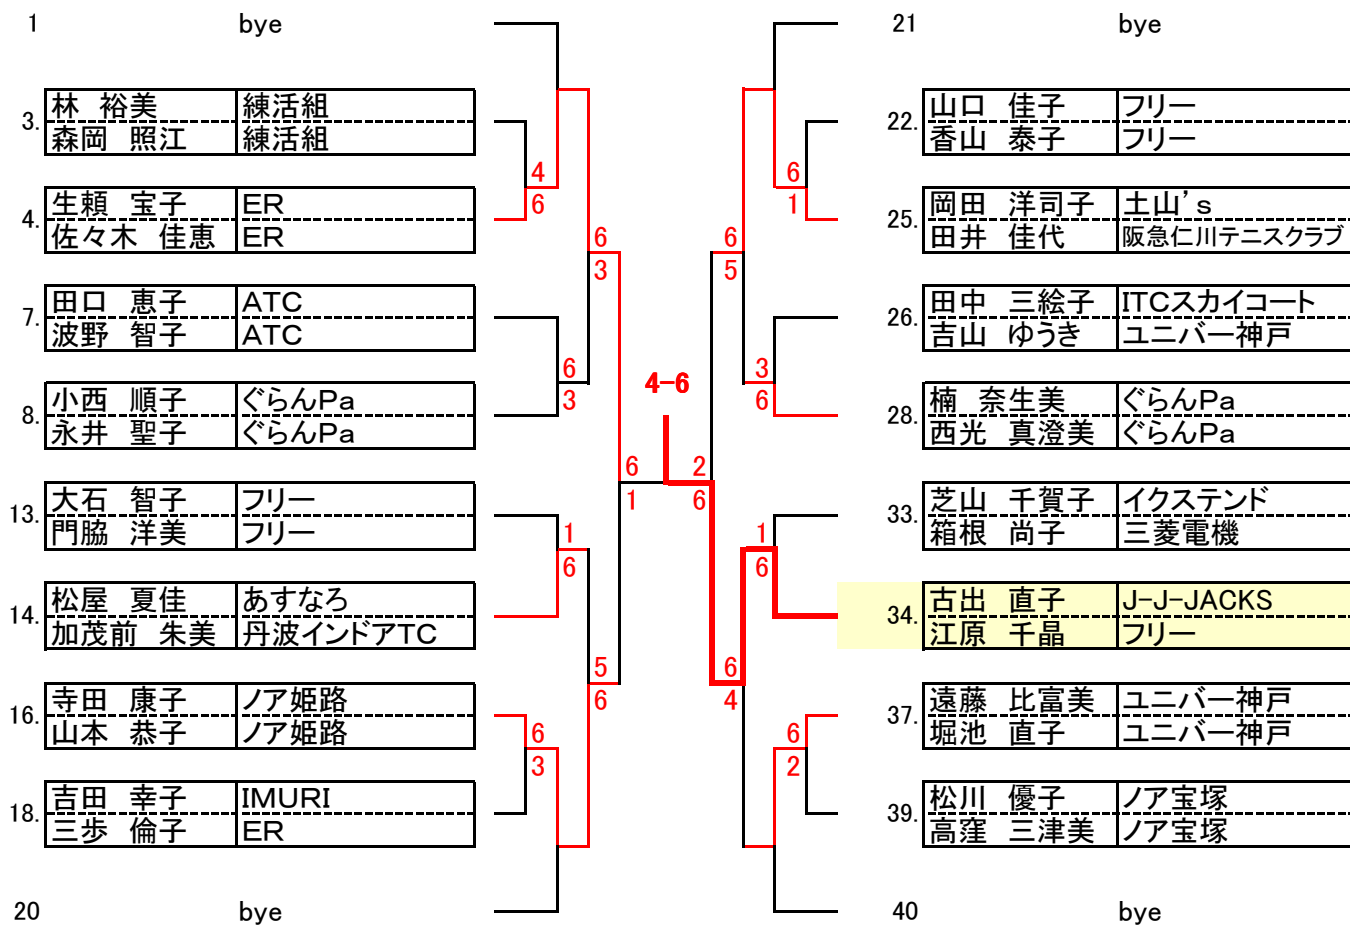 1 bye
3. 林 裕美 練活組
森岡 照江 練活組
4. 生頼 宝子 ER
佐々木 佳恵 ER
7. 田口 恵子 ATC
波野 智子 ATC
8. 小西 順子 ぐらんPa
永井 聖子 ぐらんPa
13. 大石 智子 フリー
門脇 洋美 フリー
14. 松屋 夏佳 あすなろ
加茂前 朱美 丹波インドアTC
16. 寺田 康子 ノア姫路
山本 恭子 ノア姫路
18. 吉田 幸子 IMURI
三歩 倫子 ER
20 bye
4
6
6
3
6
3
1
6
5
6
6
3
6
1
4-6
2
6
6
5
6
1
3
6
1
6
6
4
6
2
21 bye
22. 山口 佳子 フリー
香山 泰子 フリー
25. 岡田 洋司子 土山’s
田井 佳代 阪急仁川テニスクラブ
26. 田中 三絵子 ITCスカイコート
吉山 ゆうき ユニバー神戸
28. 楠 奈生美 ぐらんPa
西光 真澄美 ぐらんPa
33. 芝山 千賀子 イクステンド
箱根 尚子 三菱電機
34. 古出 直子 J-J-JACKS
江原 千晶 フリー
37. 遠藤 比富美 ユニバー神戸
堀池 直子 ユニバー神戸
39. 松川 優子 ノア宝塚
高窪 三津美 ノア宝塚
40 bye